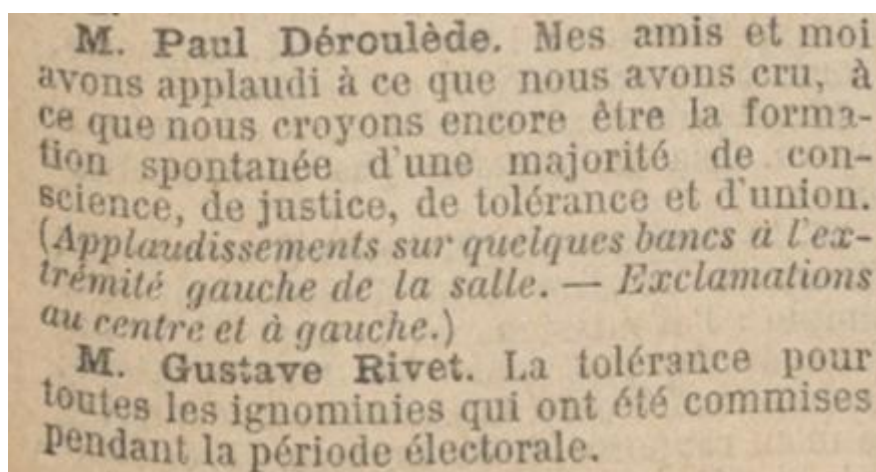 M. Paul Déroulède. Mes amis et moi
avons applaudi à ce que nous avons cru, à
ce que nous croyons encore être la forma-
tion spontanée d'une majorité de con-
science, de justice, de tolérance et d'union.
(Applaudissements sur quelques bancs à l'ex-
trémité gauche de la salle. — Exclamations
au centre et à gauche.)
M. Gustave Rivet. La tolérance pour
toutes les ignominies qui ont été commises
pendant la période électorale.